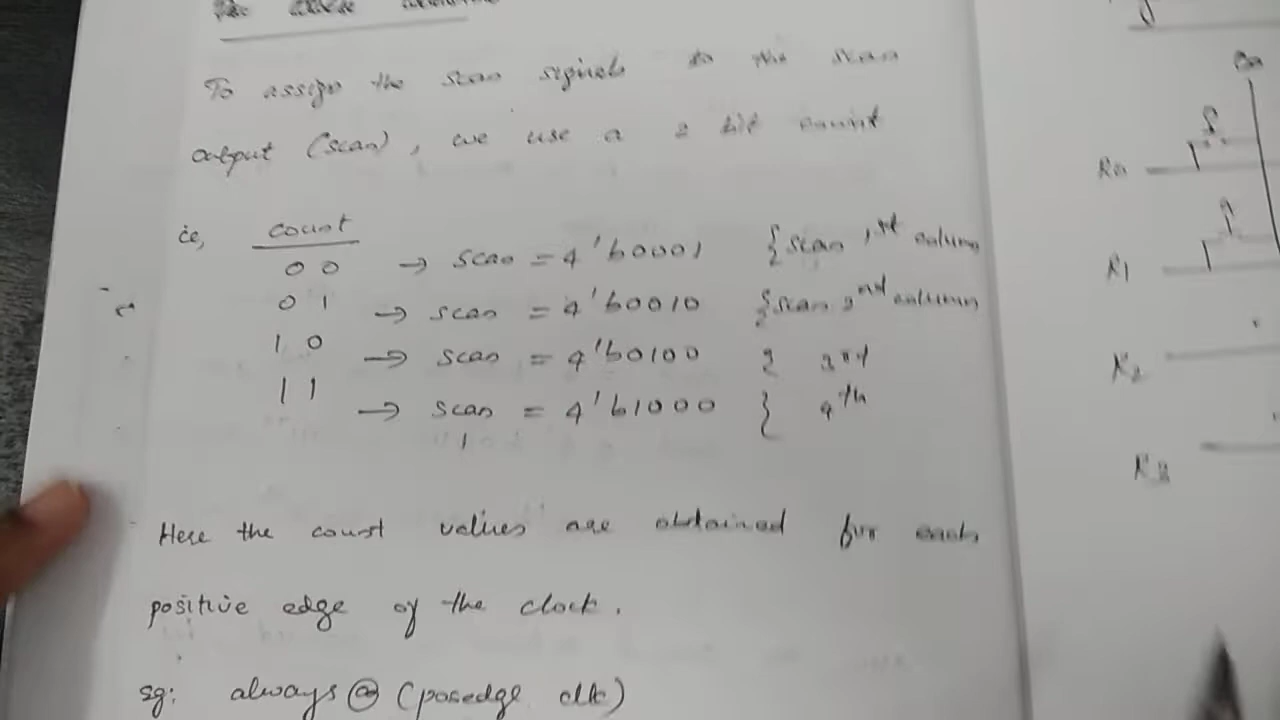 To assign the scan signals to the scan
output (scan), we use a 2 bit count
ie, count
00 → scan = 4'b0001 {scan 1st column
01 → scan = 4'b0010 {scan 2nd column
10 → scan = 4'b0100 { 3rd
11 → scan = 4'b1000 { 4th
Here the count values are obtained for each
positive edge of the clock.
eg: always@(posedge clk)
R0
R1
R2
R3